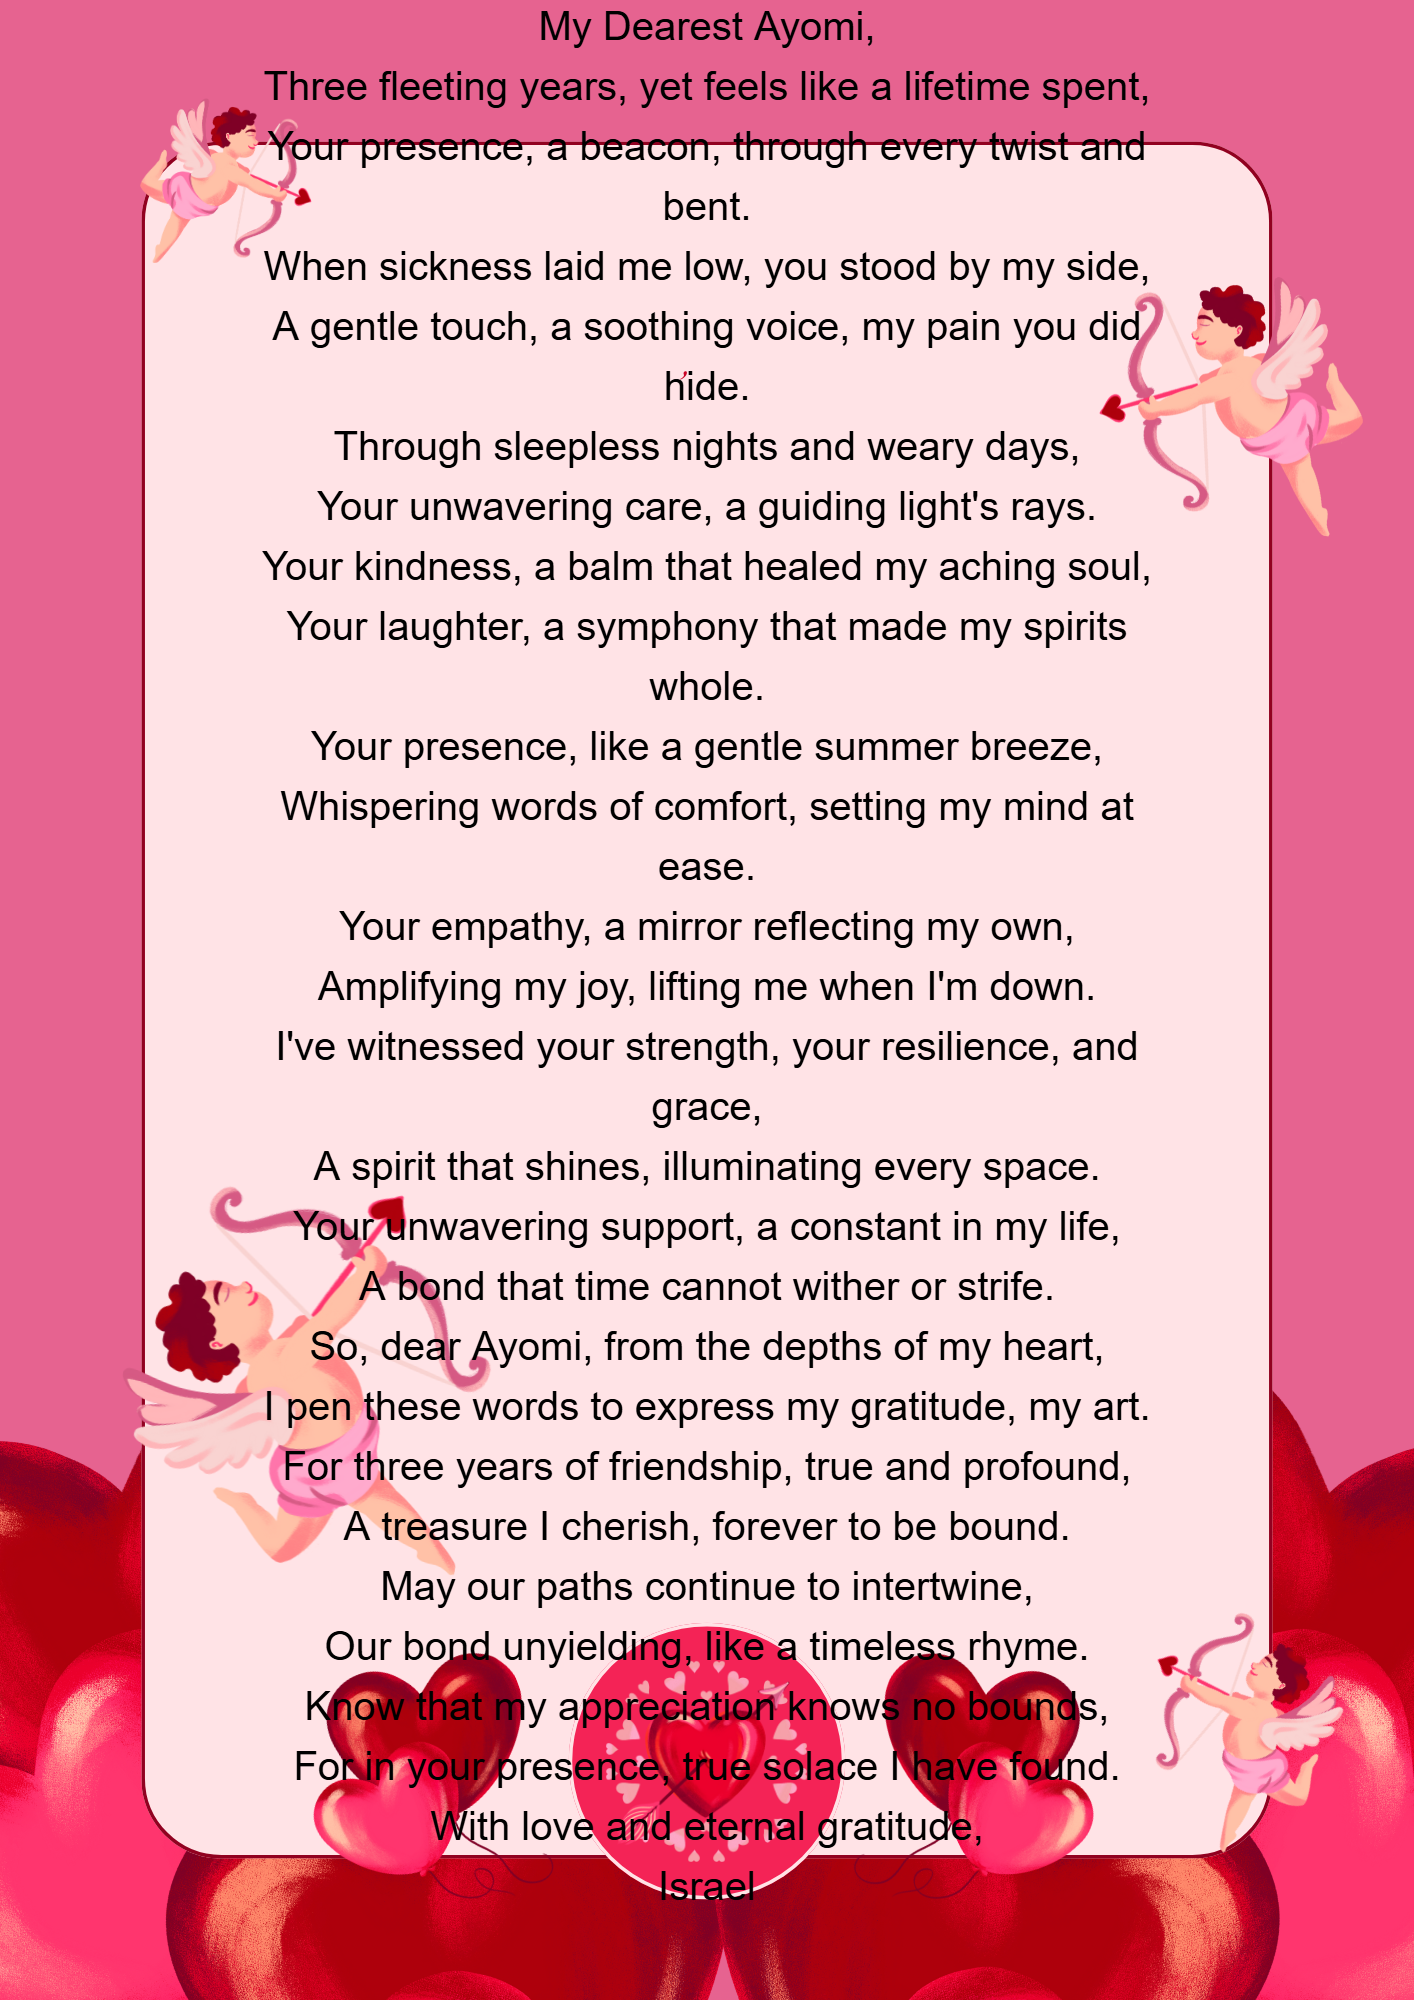 My Dearest Ayomi,
Three fleeting years, yet feels like a lifetime spent,
Your presence, a beacon, through every twist and
bent.
When sickness laid me low, you stood by my side,
A gentle touch, a soothing voice, my pain you did
hide.
Through sleepless nights and weary days,
Your unwavering care, a guiding light's rays.
Your kindness, a balm that healed my aching soul,
Your laughter, a symphony that made my spirits
whole.
Your presence, like a gentle summer breeze,
Whispering words of comfort, setting my mind at
ease.
Your empathy, a mirror reflecting my own,
Amplifying my joy, lifting me when I'm down.
I've witnessed your strength, your resilience, and
grace,
A spirit that shines, illuminating every space.
Your unwavering support, a constant in my life,
A bond that time cannot wither or strife.
So, dear Ayomi, from the depths of my heart,
I pen these words to express my gratitude, my art.
For three years of friendship, true and profound,
A treasure I cherish, forever to be bound.
May our paths continue to intertwine,
Our bond unyielding, like a timeless rhyme.
Know that my appreciation knows no bounds,
For in your presence, true solace I have found.
With love and eternal gratitude,
Israel